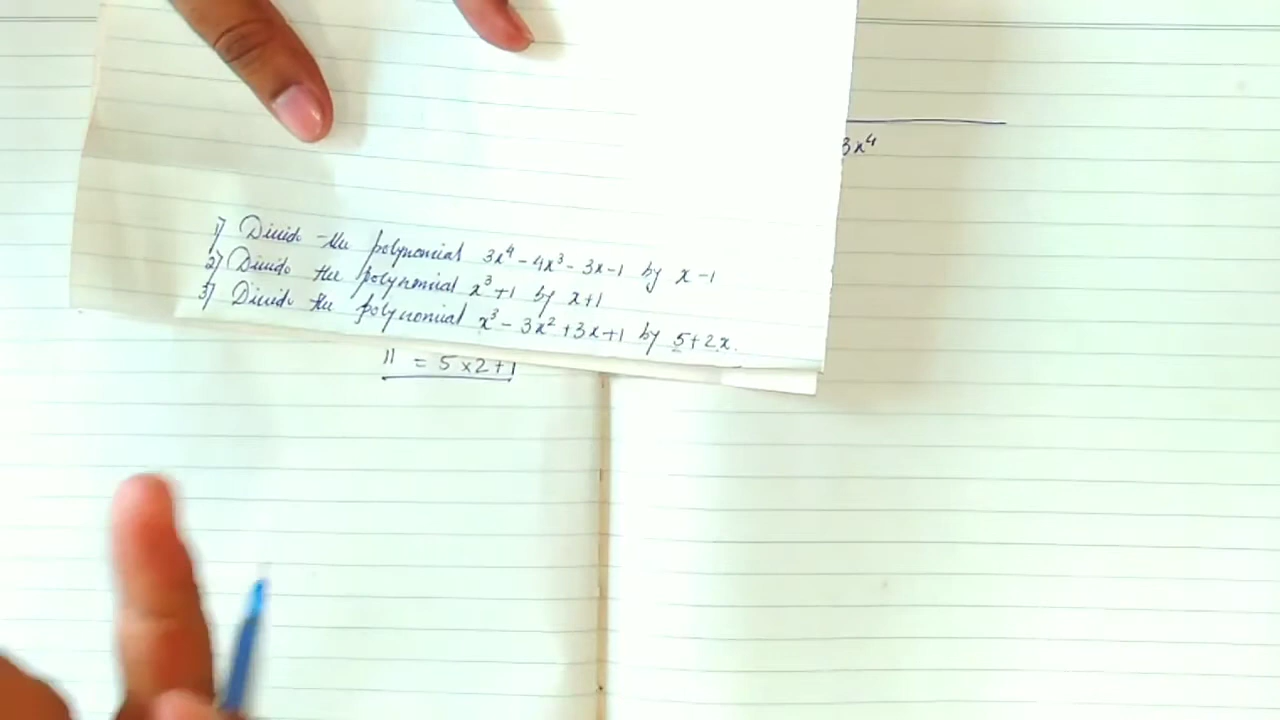 3x⁴
1) Divide the polynomial 3x⁴ - 4x³ - 3x - 1 by x - 1
2) Divide the polynomial x³ + 1 by x + 1
3) Divide the polynomial x³ - 3x² + 3x + 1 by 5 + 2x.
11 = 5 × 2 + 1